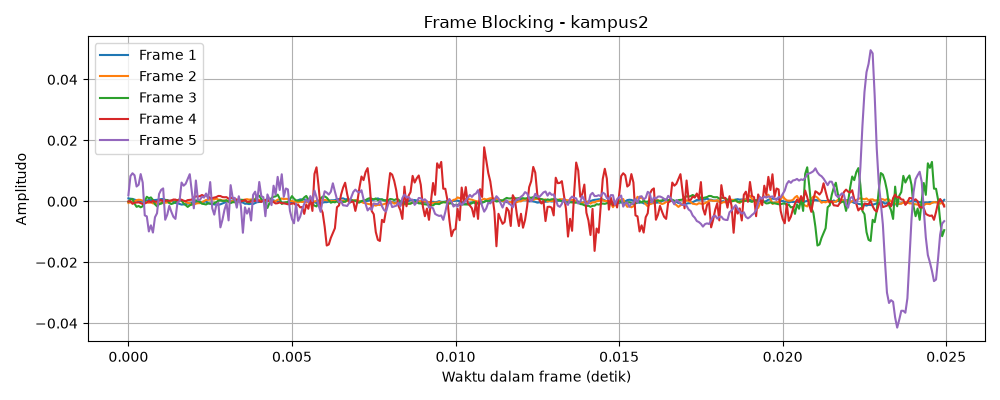 Frame Blocking - kampus2
Frame 1
Frame 2
Frame 3
Frame 4
Frame 5
Amplitudo
0.04
0.02
0.00
−0.02
−0.04
0.000 0.005 0.010 0.015 0.020 0.025
Waktu dalam frame (detik)